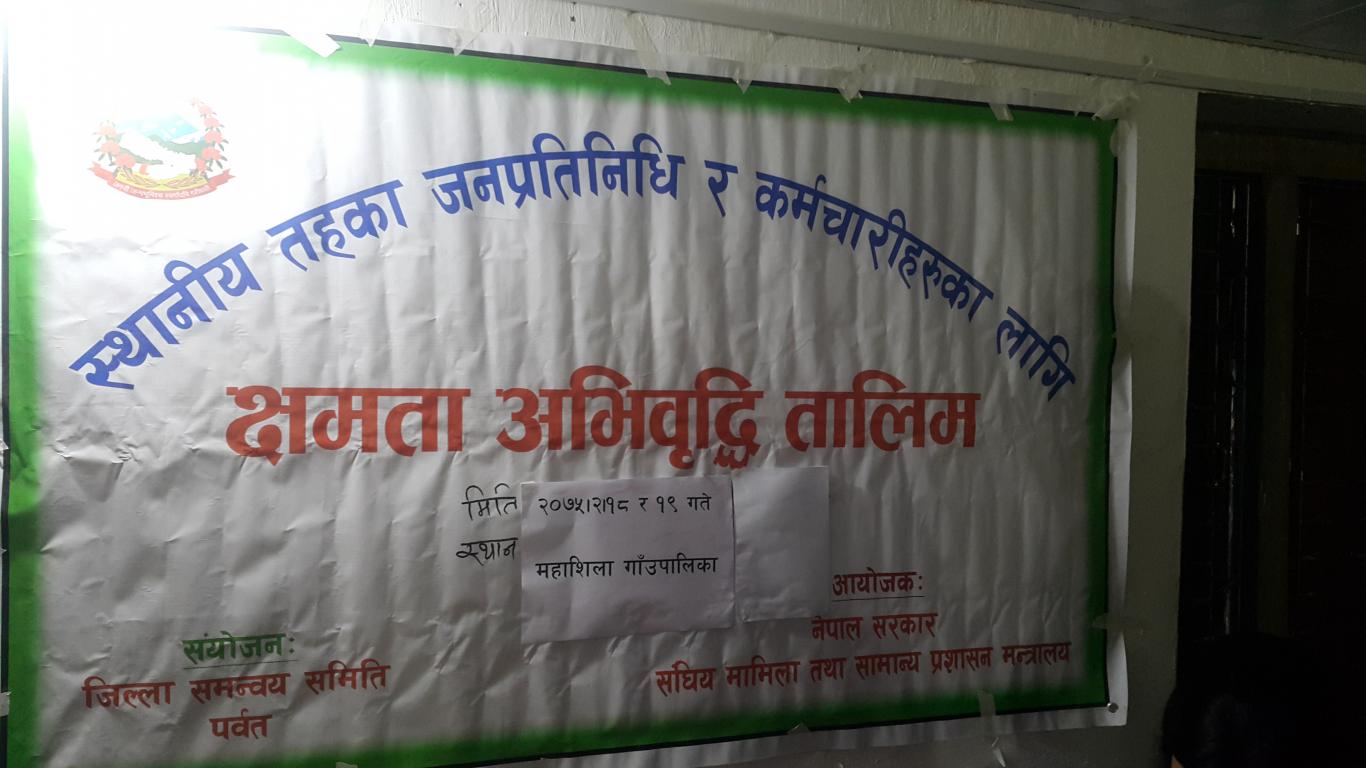 स्थानीय तहका जनप्रतिनिधि र कर्मचारीहरुका लागि
क्षमता अभिवृद्धि तालिम
मिति २०७५।२।१८ र १९ गते
स्थान महाशिला गाँउपालिका
आयोजक:
नेपाल सरकार
संघिय मामिला तथा सामान्य प्रशासन मन्त्रालय
संयोजन:
जिल्ला समन्वय समिति
पर्वत